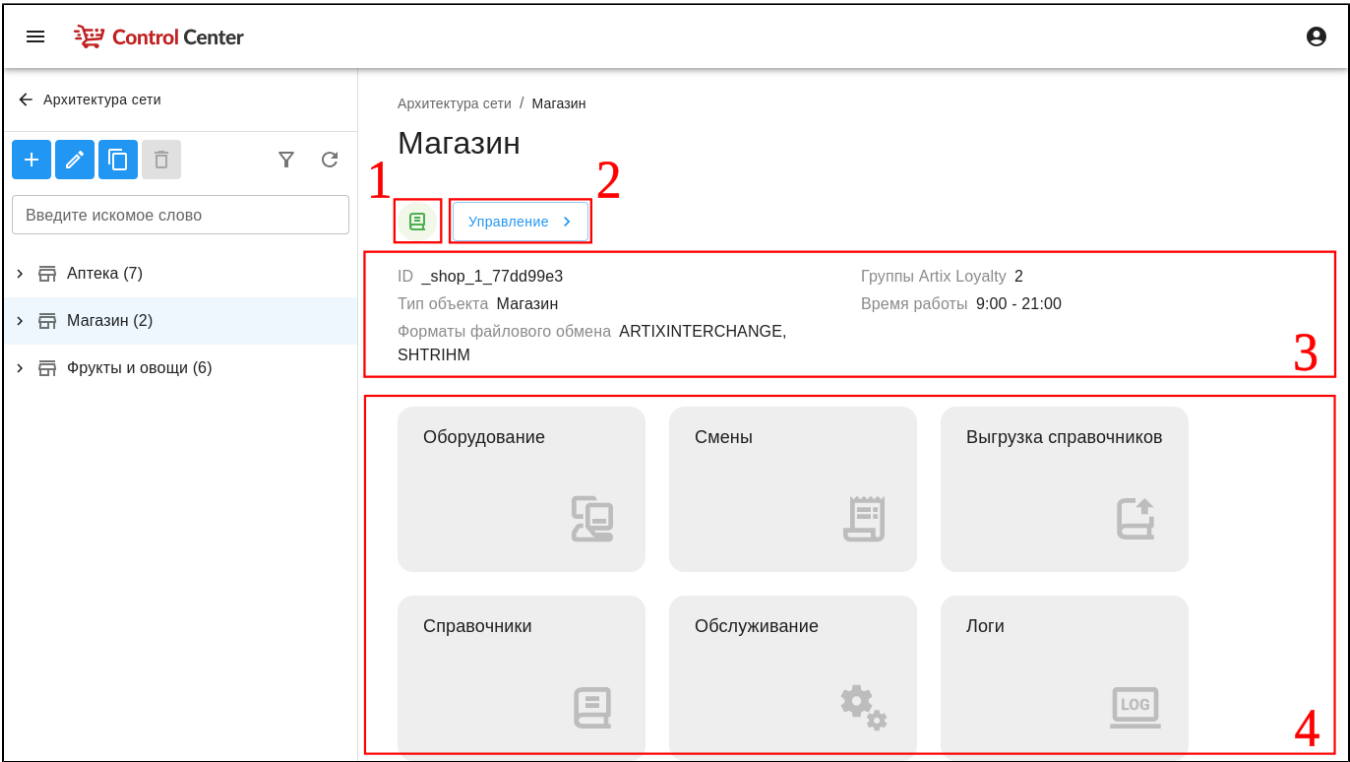 Control Center
Архитектура сети
Архитектура сети / Магазин
Магазин
1
2
Введите искомое слово
Управление
Аптека (7)
Магазин (2)
Фрукты и овощи (6)
ID _shop_1_77dd99e3
Группы Artix Loyalty 2
Тип объекта Магазин
Время работы 9:00 - 21:00
Форматы файлового обмена ARTIXINTERCHANGE,
SHTRIHM
3
Оборудование
Смены
Выгрузка справочников
Справочники
Обслуживание
Логи
LOG
4